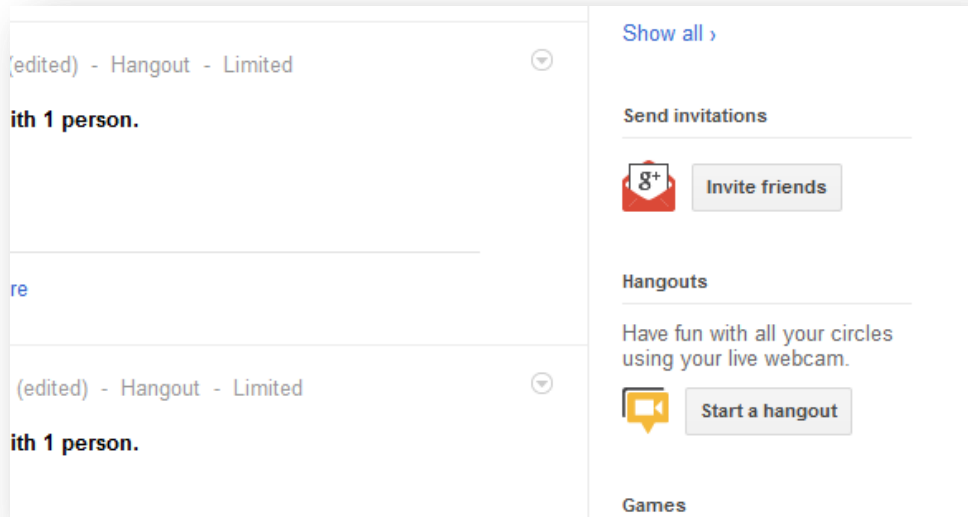 (edited) - Hangout - Limited
ith 1 person.
re
(edited) - Hangout - Limited
ith 1 person.
Show all ›
Send invitations
g+
Invite friends
Hangouts
Have fun with all your circles
using your live webcam.
Start a hangout
Games